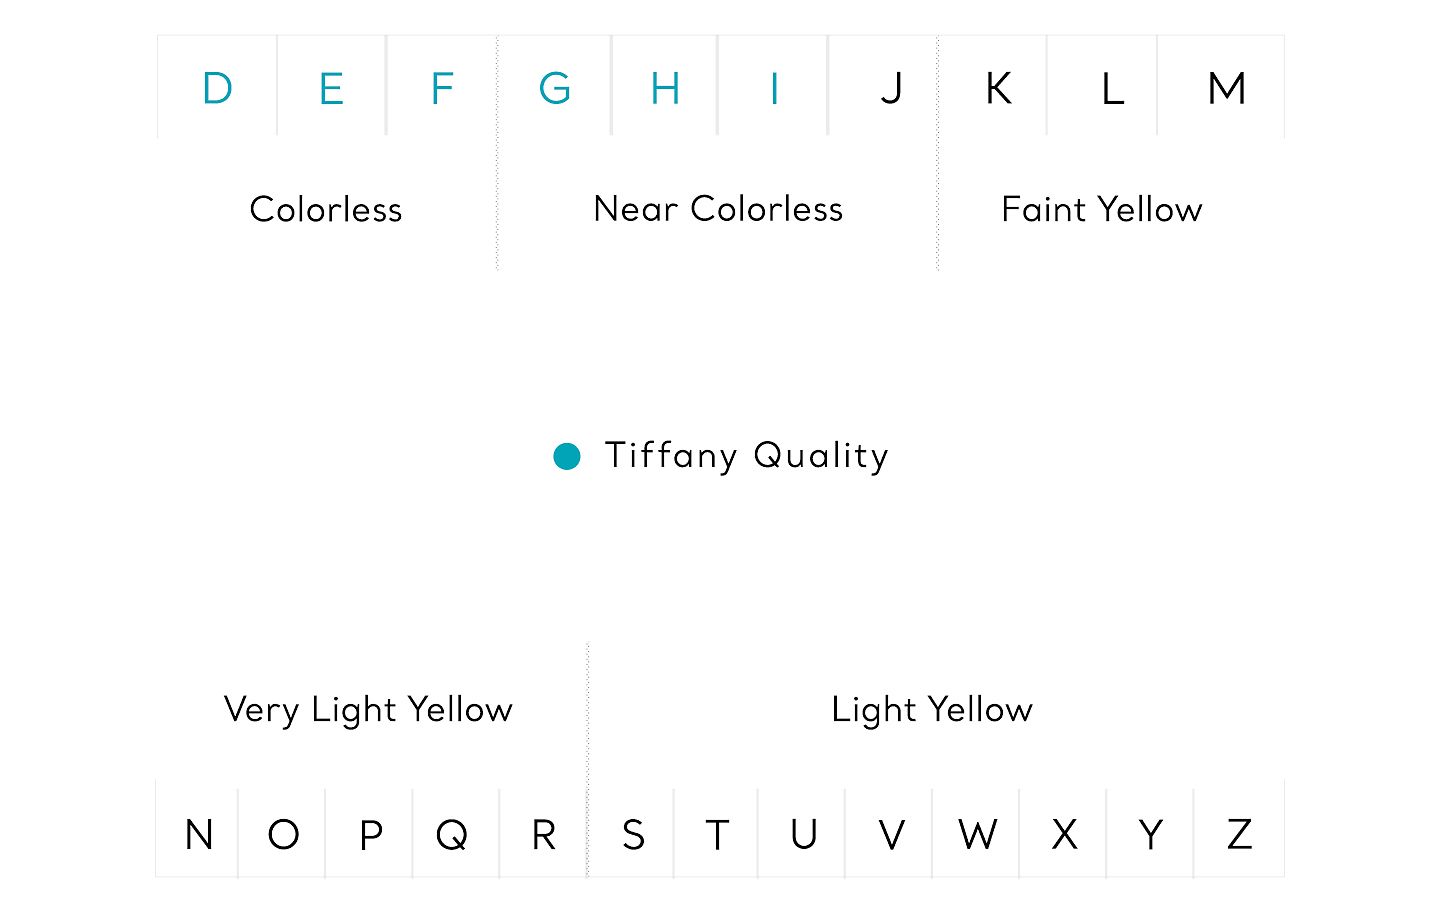 D E F G H I J K L M
Colorless Near Colorless Faint Yellow
Tiffany Quality
Very Light Yellow Light Yellow
N O P Q R S T U V W X Y Z